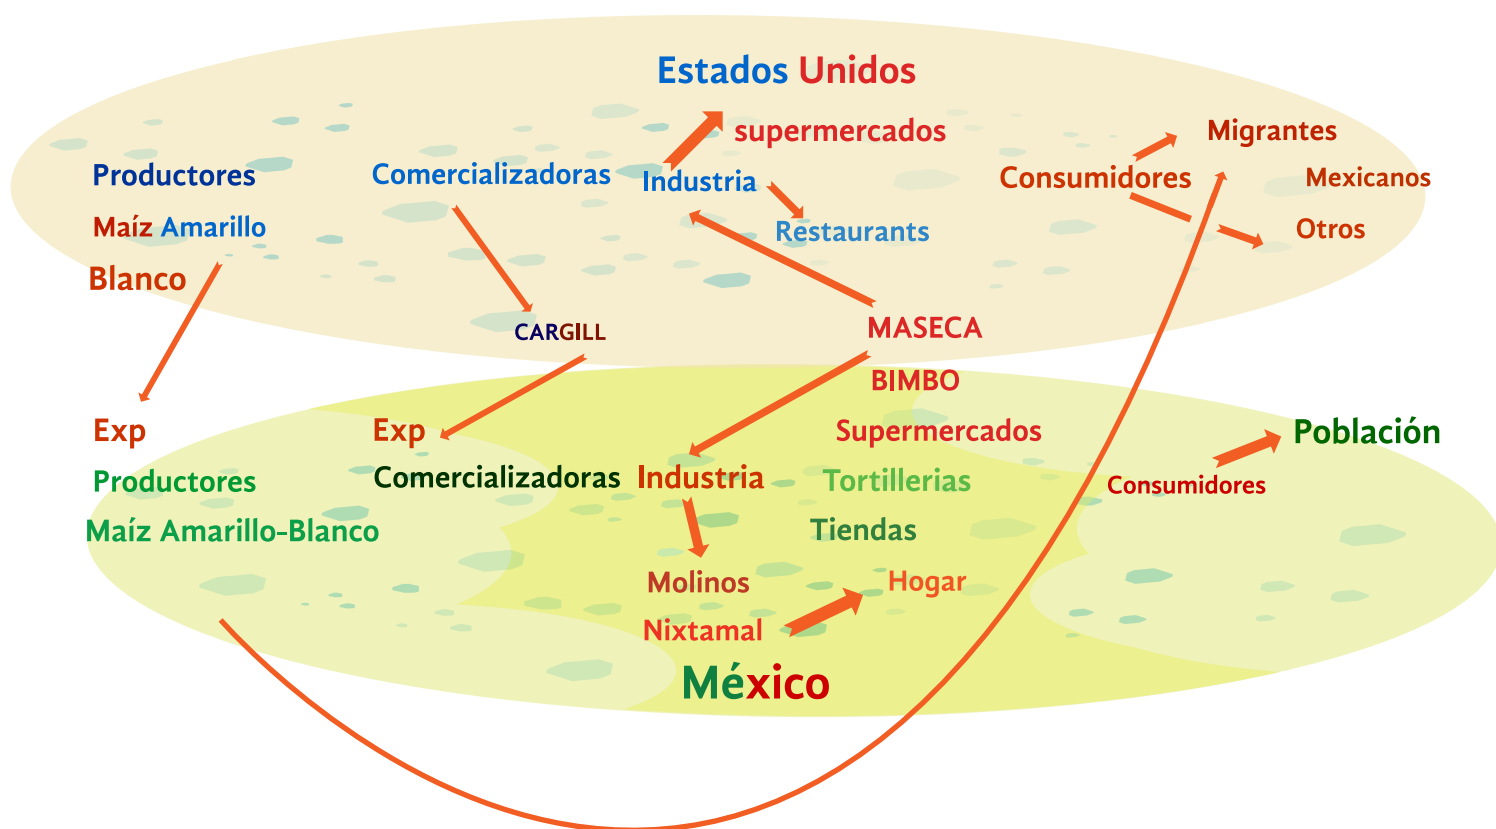 Estados Unidos
supermercados
Migrantes
Productores
Comercializadoras
Industria
Consumidores
Mexicanos
Maíz Amarillo
Restaurants
Otros
Blanco
CARGILL
MASECA
BIMBO
Exp
Exp
Supermercados
Población
Productores
Comercializadoras
Industria
Tortillerias
Consumidores
Maíz Amarillo-Blanco
Tiendas
Molinos
Hogar
Nixtamal
México